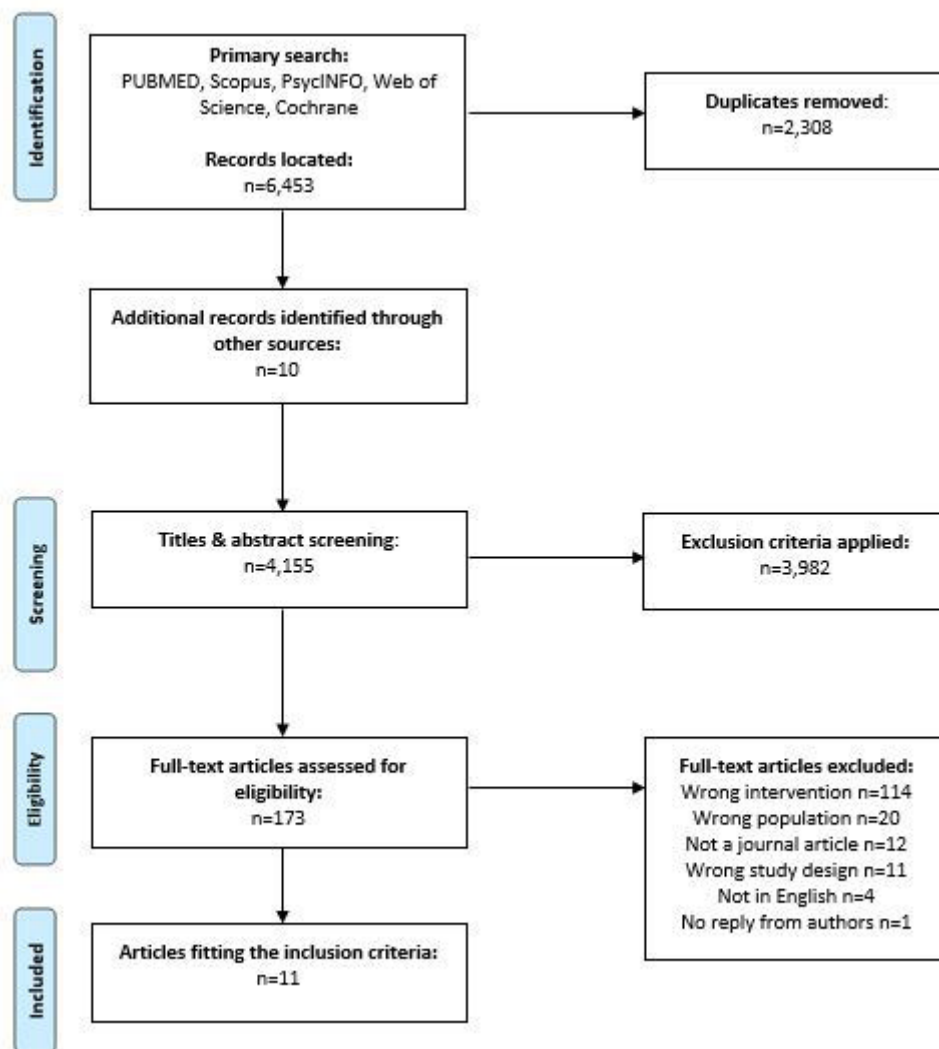 Identification
Primary search:
PUBMED, Scopus, PsycINFO, Web of
Science, Cochrane
Records located:
n=6,453
Duplicates removed:
n=2,308
Additional records identified through
other sources:
n=10
Screening
Titles & abstract screening:
n=4,155
Exclusion criteria applied:
n=3,982
Eligibility
Full-text articles assessed for
eligibility:
n=173
Full-text articles excluded:
Wrong intervention n=114
Wrong population n=20
Not a journal article n=12
Wrong study design n=11
Not in English n=4
No reply from authors n=1
Included
Articles fitting the inclusion criteria:
n=11